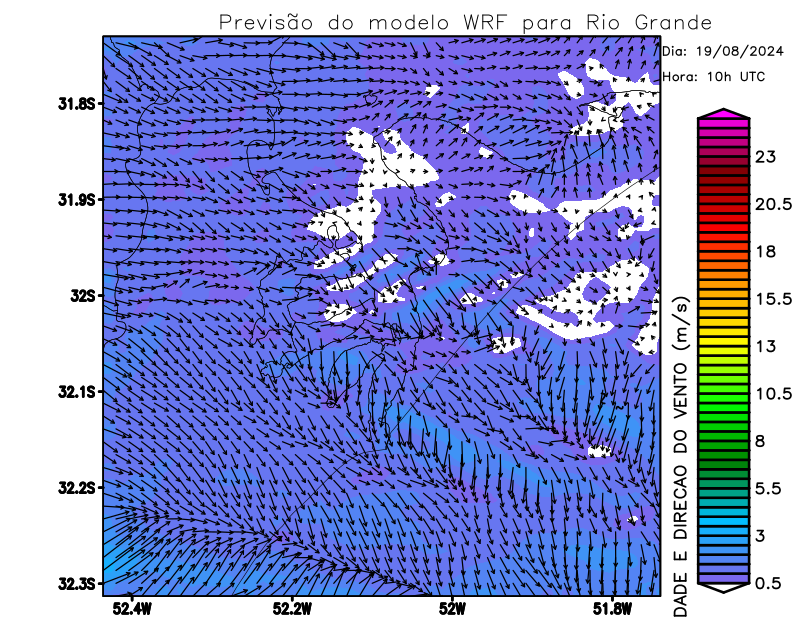 Previsão do modelo WRF para Rio Grande
Dia: 19/08/2024
Hora: 10h UTC
31.8S
31.9S
32S
32.1S
32.2S
32.3S
52.4W
52.2W
52W
51.8W
23
20.5
18
15.5
13
10.5
8
5.5
3
0.5
DADE E DIRECAO DO VENTO (m/s)